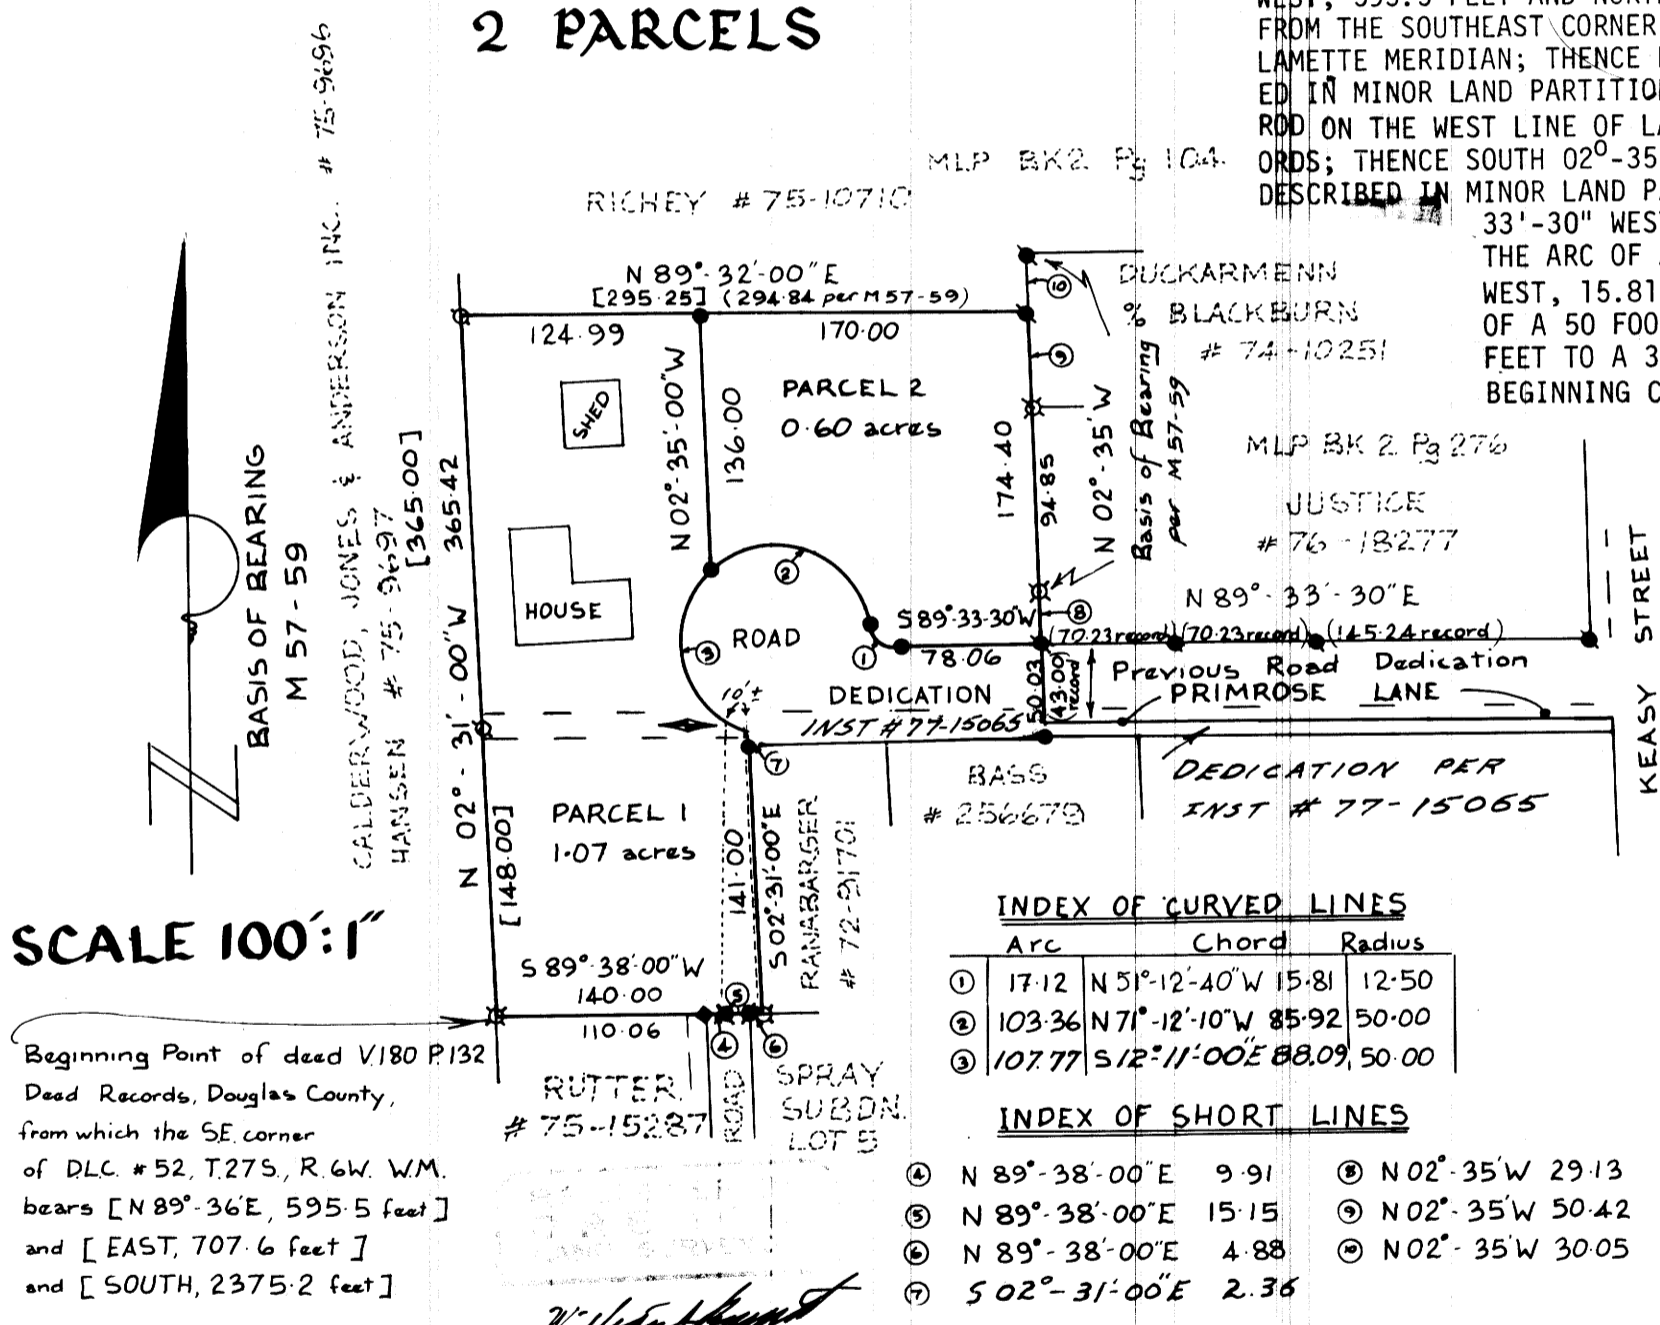 2 PARCELS
FROM THE SOUTHEAST CORNER
LAMETTE MERIDIAN; THENCE
ED IN MINOR LAND PARTITIO
ROD ON THE WEST LINE OF L
ORDS; THENCE SOUTH 02°-35
DESCRIBED IN MINOR LAND P
33'-30" WES
THE ARC OF
WEST, 15.81
OF A 50 FOO
FEET TO A 3
BEGINNING C
MLP BK2 Pg 104
RICHEY # 75-10710
N 89°-32'-00" E
[295.25] (294.84 per M57-59)
124.99
170.00
DUCKARMENN
% BLACKBURN
# 74-10251
⑩
⑨
Basis of Bearing
per M57-59
N 02°-35' W
MLP BK 2 Pg 276
JUSTICE
# 76-18277
N 89°-33'-30" E
BASIS OF BEARING
M 57-59
CALDERWOOD, JONES & ANDERSON INC. # 75-9696
HANSEN # 75-9697
[365.00]
365.42
N 02°-31'-00" W
[148.00]
SHED
HOUSE
N 02°-35'-00" W
136.00
PARCEL 2
0.60 acres
174.40
94.85
②
③
ROAD
①
S 89°-33-30" W
78.06
⑧
(70.23 record) (70.23 record) (145.24 record)
DEDICATION
INST # 77-15065
10'±
50.03
(43.00) record
Previous Road Dedication
PRIMROSE LANE
KEASY STREET
⑦
BASS
# 256679
DEDICATION PER
INST # 77-15065
PARCEL 1
1.07 acres
141.00
S 02°-31'-00" E
RANABARGER
# 72-91701
SCALE 100':1"
S 89°-38'-00" W
140.00
110.06
⑤
④
⑥
RUTTER
# 75-15287
ROAD
SPRAY
SUBDN.
LOT 5
Beginning Point of deed V.180 P.132
Deed Records, Douglas County,
from which the SE. corner
of D.L.C. # 52, T.27S., R.6W. W.M.
bears [N 89°-36'E, 595.5 feet]
and [EAST, 707.6 feet]
and [SOUTH, 2375.2 feet]
INDEX OF CURVED LINES
Arc Chord Radius
① 17.12 N 51°-12'-40" W 15.81 12.50
② 103.36 N 71°-12'-10" W 85.92 50.00
③ 107.77 S 12°-11'-00" E 88.09 50.00
INDEX OF SHORT LINES
④ N 89°-38'-00" E 9.91 ⑧ N 02°-35'W 29.13
⑤ N 89°-38'-00" E 15.15 ⑨ N 02°-35'W 50.42
⑥ N 89°-38'-00" E 4.88 ⑩ N 02°-35'W 30.05
⑦ S 02°-31'-00" E 2.36